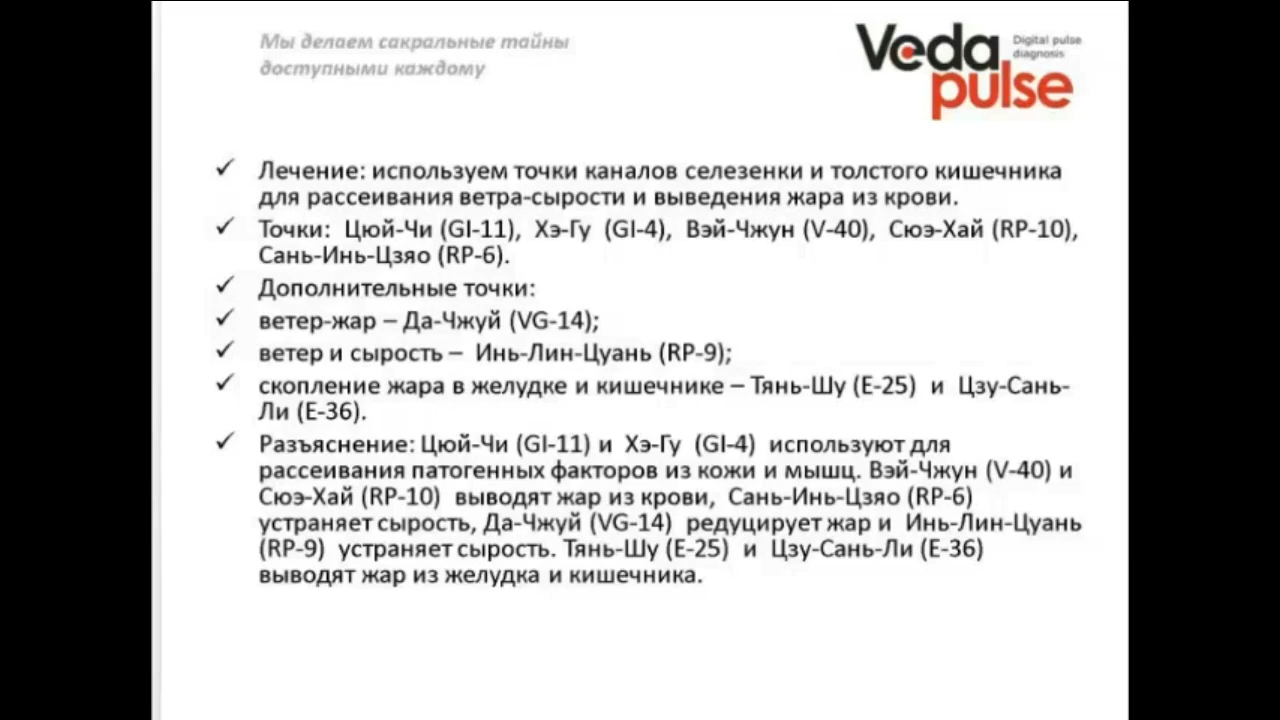 Мы делаем сакральные тайны
доступными каждому
Veda
pulse
Digital pulse
diagnosis
✓ Лечение: используем точки каналов селезенки и толстого кишечника
для рассеивания ветра-сырости и выведения жара из крови.
✓ Точки: Цюй-Чи (GI-11), Хэ-Гу (GI-4), Вэй-Чжун (V-40), Сюэ-Хай (RP-10),
Сань-Инь-Цзяо (RP-6).
✓ Дополнительные точки:
✓ ветер-жар – Да-Чжуй (VG-14);
✓ ветер и сырость – Инь-Лин-Цуань (RP-9);
✓ скопление жара в желудке и кишечнике – Тянь-Шу (Е-25) и Цзу-Сань-
Ли (Е-36).
✓ Разъяснение: Цюй-Чи (GI-11) и Хэ-Гу (GI-4) используют для
рассеивания патогенных факторов из кожи и мышц. Вэй-Чжун (V-40) и
Сюэ-Хай (RP-10) выводят жар из крови, Сань-Инь-Цзяо (RP-6)
устраняет сырость, Да-Чжуй (VG-14) редуцирует жар и Инь-Лин-Цуань
(RP-9) устраняет сырость. Тянь-Шу (Е-25) и Цзу-Сань-Ли (Е-36)
выводят жар из желудка и кишечника.